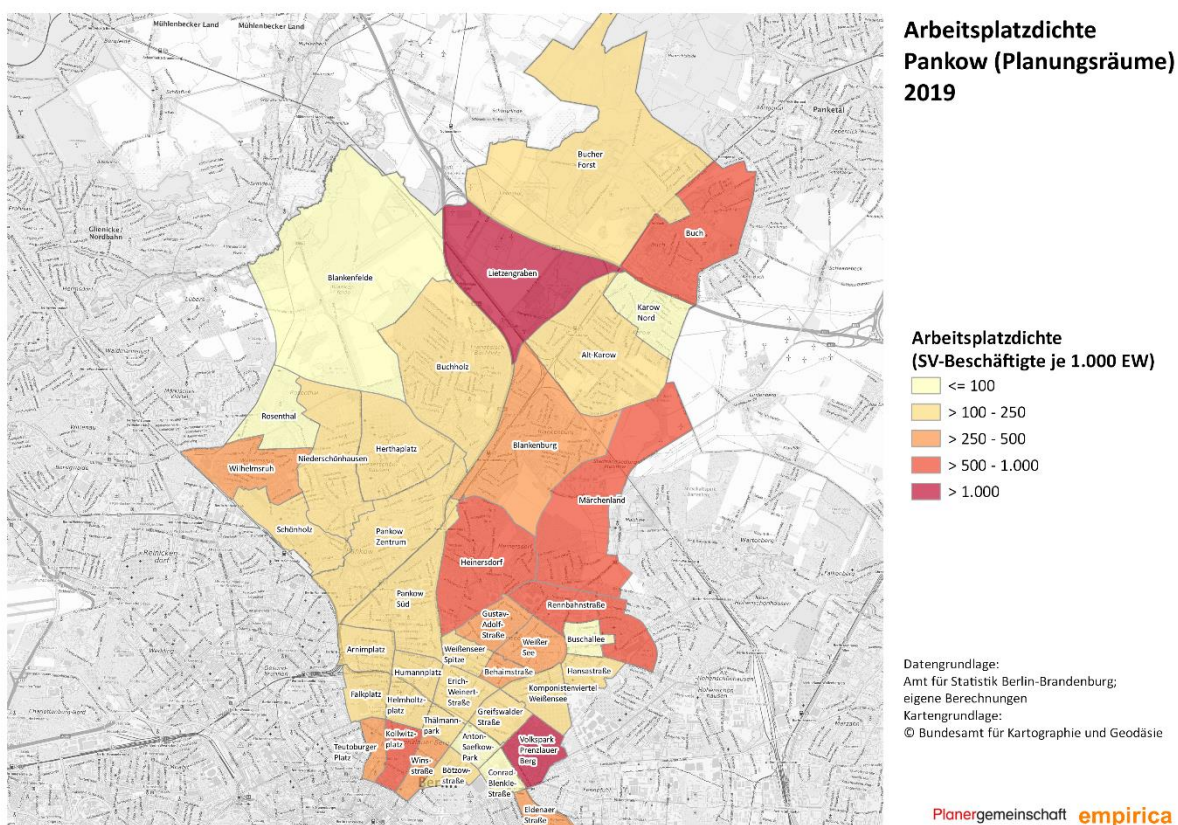 Arbeitsplatzdichte
Pankow (Planungsräume)
2019
Mühlenbecker Land
Mühlenbecker Land
Panketal
Bucher
Forst
Glienicke/
Nordbahn
Buch
Lietzengraben
Blankenfelde
Karow
Nord
Alt-Karow
Buchholz
Rosenthal
Blankenburg
Herthaplatz
Niederschönhausen
Wilhelmsruh
Märchenland
Schönholz
Pankow
Zentrum
Heinersdorf
Pankow
Süd
Rennbahnstraße
Gustav-
Adolf-
Straße
Buschallee
Weißer
See
Weißenseer
Spitze
Arnimplatz
Behaimstraße
Hansastraße
Humannplatz
Erich-
Weinert-
Straße
Komponistenviertel
Weißensee
Falkplatz
Helmholtz-
platz
Greifswalder
Straße
Thälmann-
park
Kollwitz-
platz
Anton-
Saefkow-
Park
Volkspark
Prenzlauer
Berg
Teutoburger
Platz
Wins-
straße
Bötzow-
straße
Conrad-
Blenkle-
Straße
Eldenaer
Straße
Arbeitsplatzdichte
(SV-Beschäftigte je 1.000 EW)
<= 100
> 100 - 250
> 250 - 500
> 500 - 1.000
> 1.000
Datengrundlage:
Amt für Statistik Berlin-Brandenburg;
eigene Berechnungen
Kartengrundlage:
© Bundesamt für Kartographie und Geodäsie
Planergemeinschaft empirica